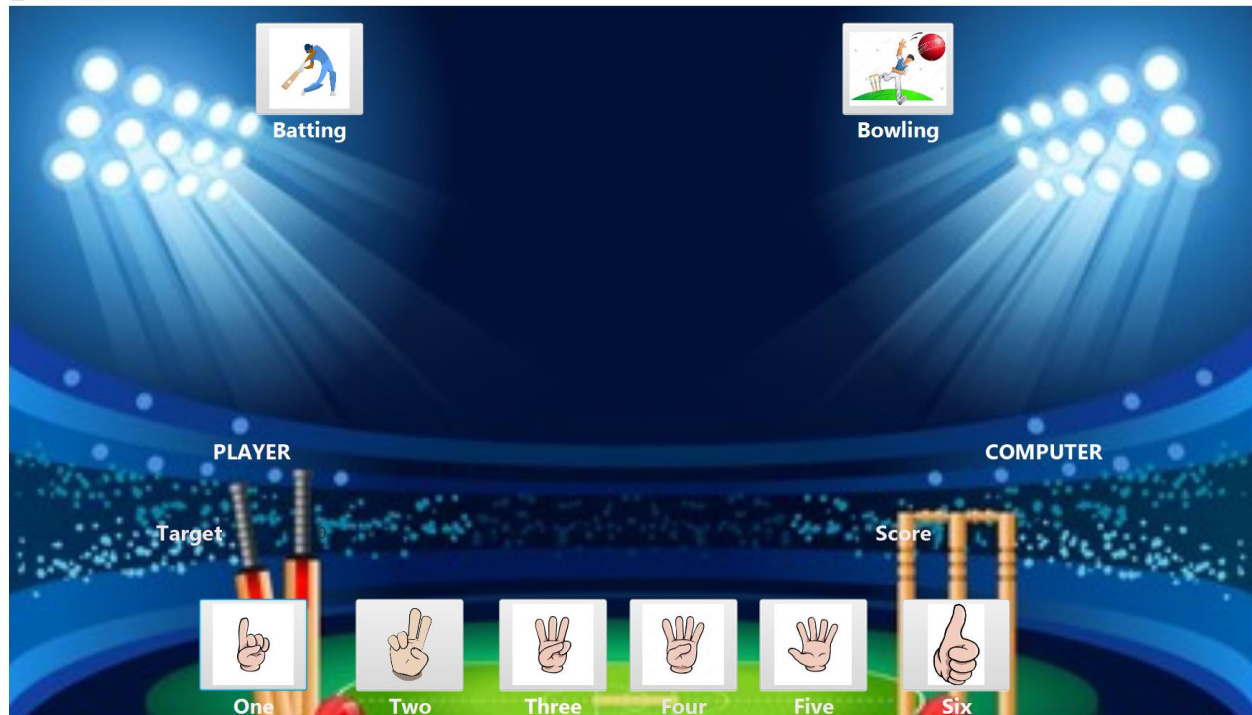 Batting
Bowling
PLAYER
COMPUTER
Target
Score
One
Two
Three
Four
Five
Six